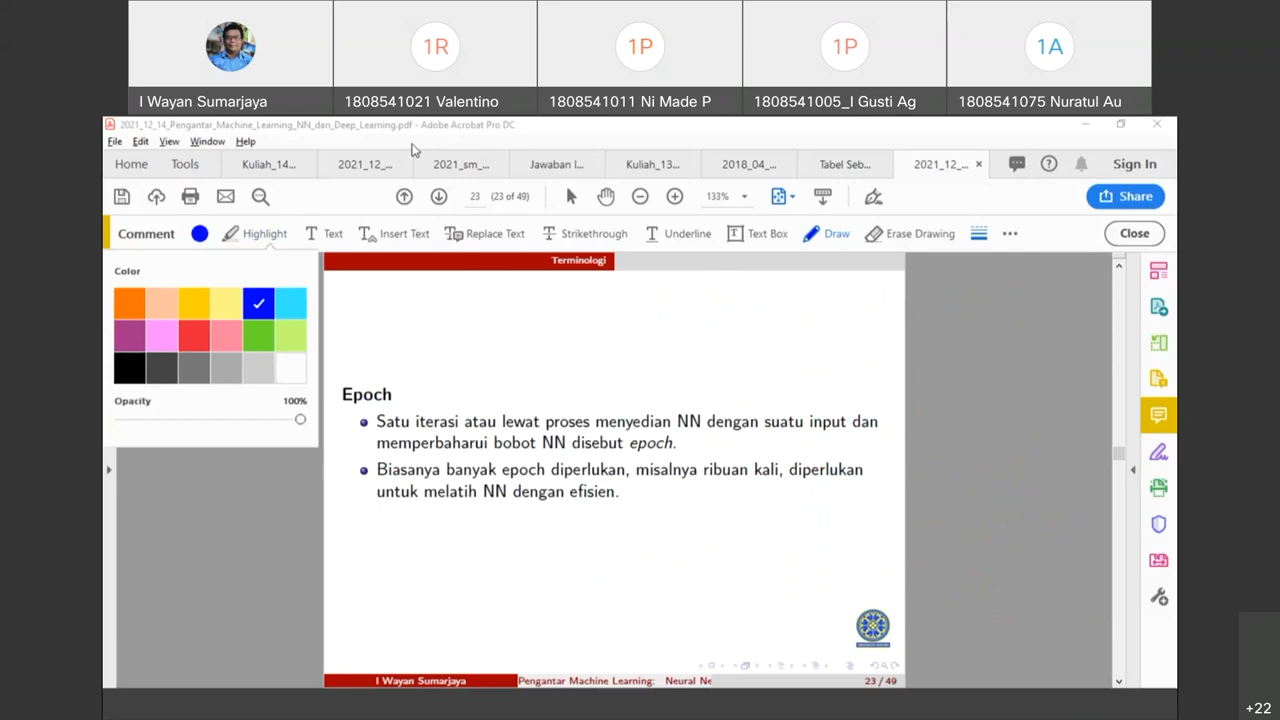 1R
1P
1P
1A
I Wayan Sumarjaya
1808541021 Valentino
1808541011 Ni Made P
1808541005_I Gusti Ag
1808541075 Nuratul Au
2021_12_14_Pengantar_Machine_Learning_NN_dan_Deep_Learning.pdf - Adobe Acrobat Pro DC
File Edit View Window Help
Home Tools Kuliah_14... 2021_12_... 2021_sm_... Jawaban I... Kuliah_13... 2018_04_... Tabel Seb... 2021_12_... × Sign In
23 (23 of 49) 133% Share
Comment Highlight Text Insert Text Replace Text Strikethrough Underline Text Box Draw Erase Drawing Close
Color
Opacity 100%
Terminologi
Epoch
Satu iterasi atau lewat proses menyedian NN dengan suatu input dan
memperbaharui bobot NN disebut epoch.
Biasanya banyak epoch diperlukan, misalnya ribuan kali, diperlukan
untuk melatih NN dengan efisien.
I Wayan Sumarjaya Pengantar Machine Learning: Neural Ne 23 / 49
+22